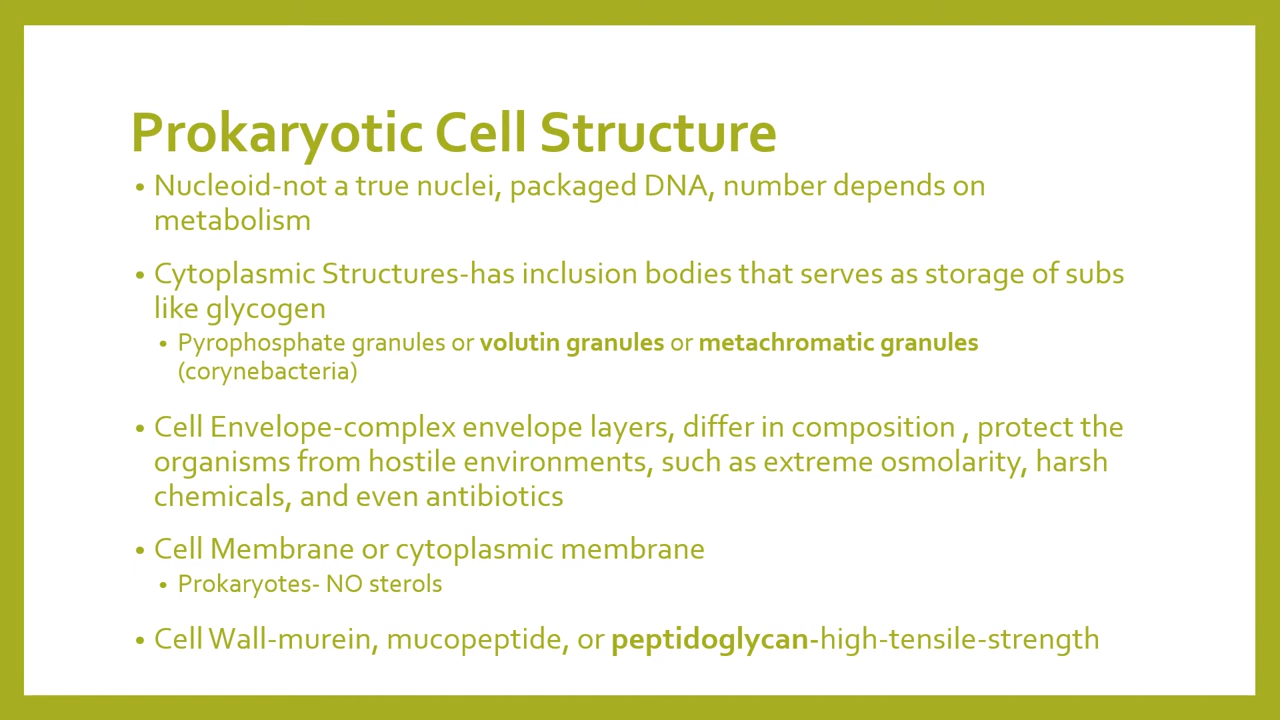 Prokaryotic Cell Structure
• Nucleoid-not a true nuclei, packaged DNA, number depends on
metabolism
• Cytoplasmic Structures-has inclusion bodies that serves as storage of subs
like glycogen
• Pyrophosphate granules or volutin granules or metachromatic granules
(corynebacteria)
• Cell Envelope-complex envelope layers, differ in composition , protect the
organisms from hostile environments, such as extreme osmolarity, harsh
chemicals, and even antibiotics
• Cell Membrane or cytoplasmic membrane
• Prokaryotes- NO sterols
• Cell Wall-murein, mucopeptide, or peptidoglycan-high-tensile-strength